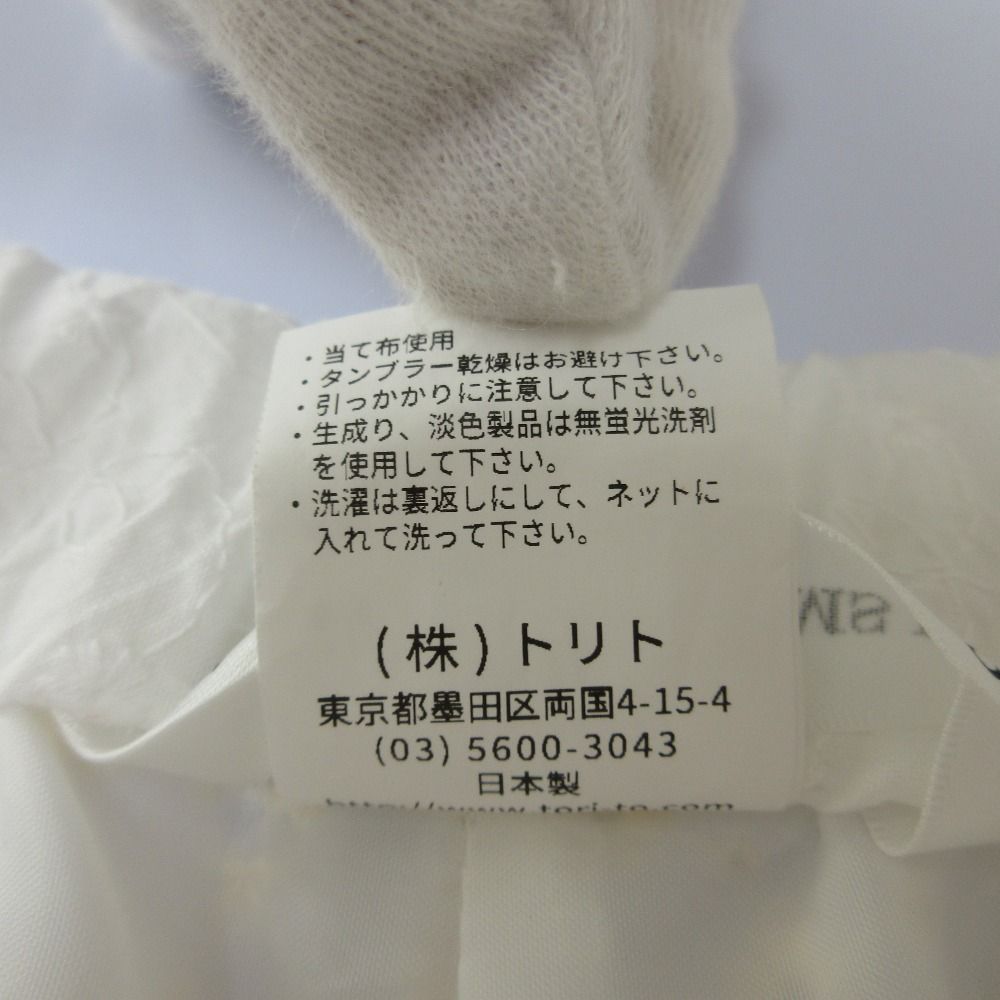 ・当て布使用
・タンブラー乾燥はお避け下さい。
・引っかかりに注意して下さい。
・生成り、淡色製品は無蛍光洗剤
を使用して下さい。
・洗濯は裏返しにして、ネットに
入れて洗って下さい。
(株)トリト
東京都墨田区両国4-15-4
(03) 5600-3043
日本製
http://www.tori-to.com